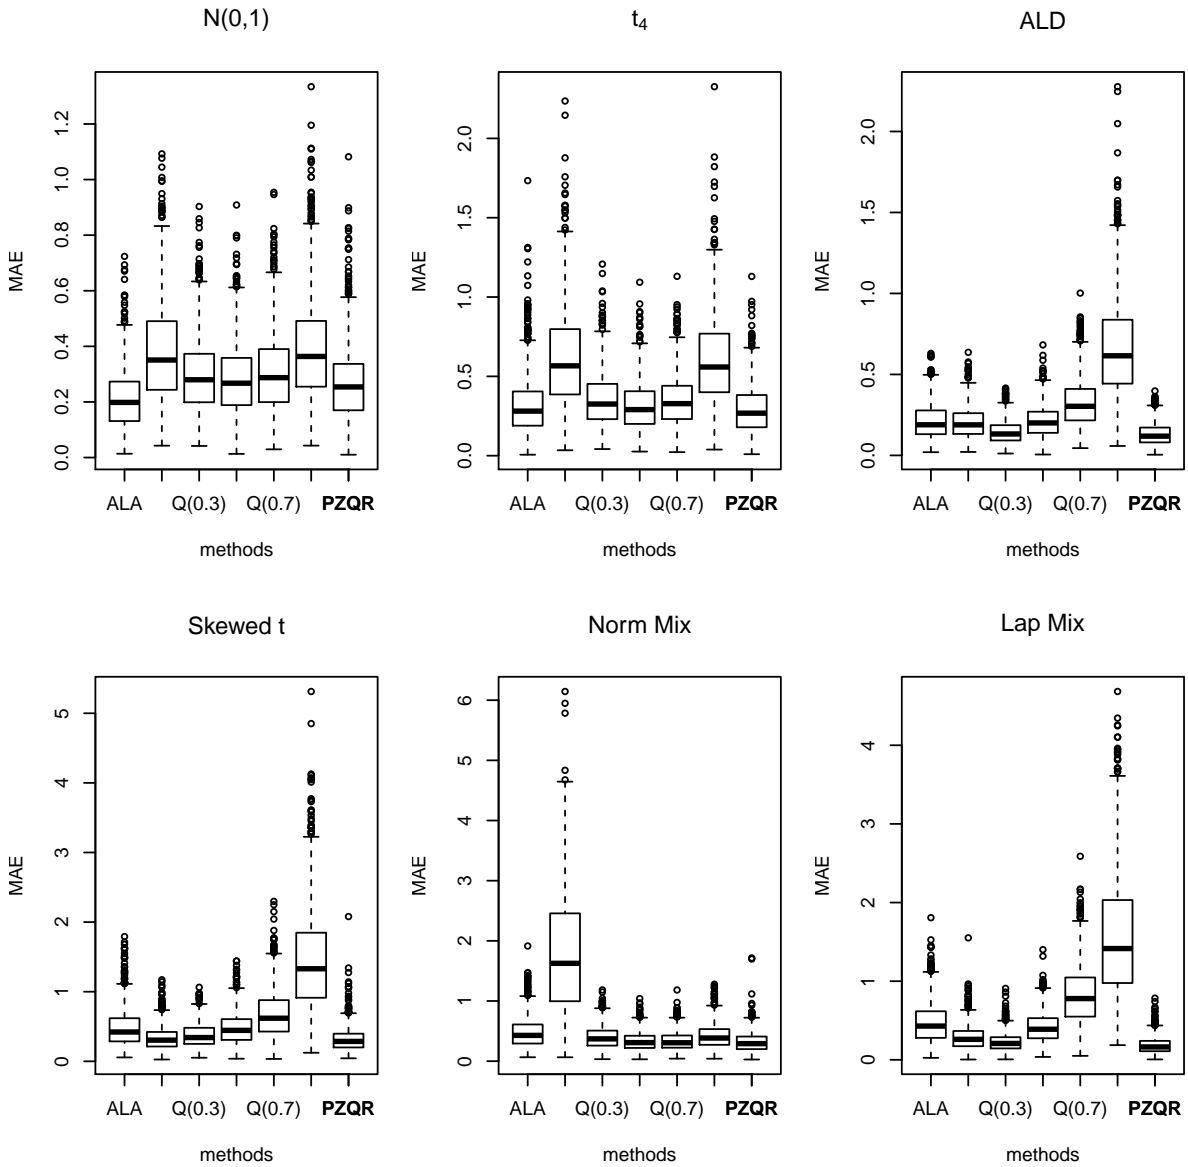 N(0,1)
t4
ALD
MAE
0.0 0.2 0.4 0.6 0.8 1.0 1.2
ALA Q(0.3) Q(0.7) PZQR
methods
MAE
0.0 0.5 1.0 1.5 2.0
ALA Q(0.3) Q(0.7) PZQR
methods
MAE
0.0 0.5 1.0 1.5 2.0
ALA Q(0.3) Q(0.7) PZQR
methods
Skewed t
Norm Mix
Lap Mix
MAE
0 1 2 3 4 5
ALA Q(0.3) Q(0.7) PZQR
methods
MAE
0 1 2 3 4 5 6
ALA Q(0.3) Q(0.7) PZQR
methods
MAE
0 1 2 3 4
ALA Q(0.3) Q(0.7) PZQR
methods